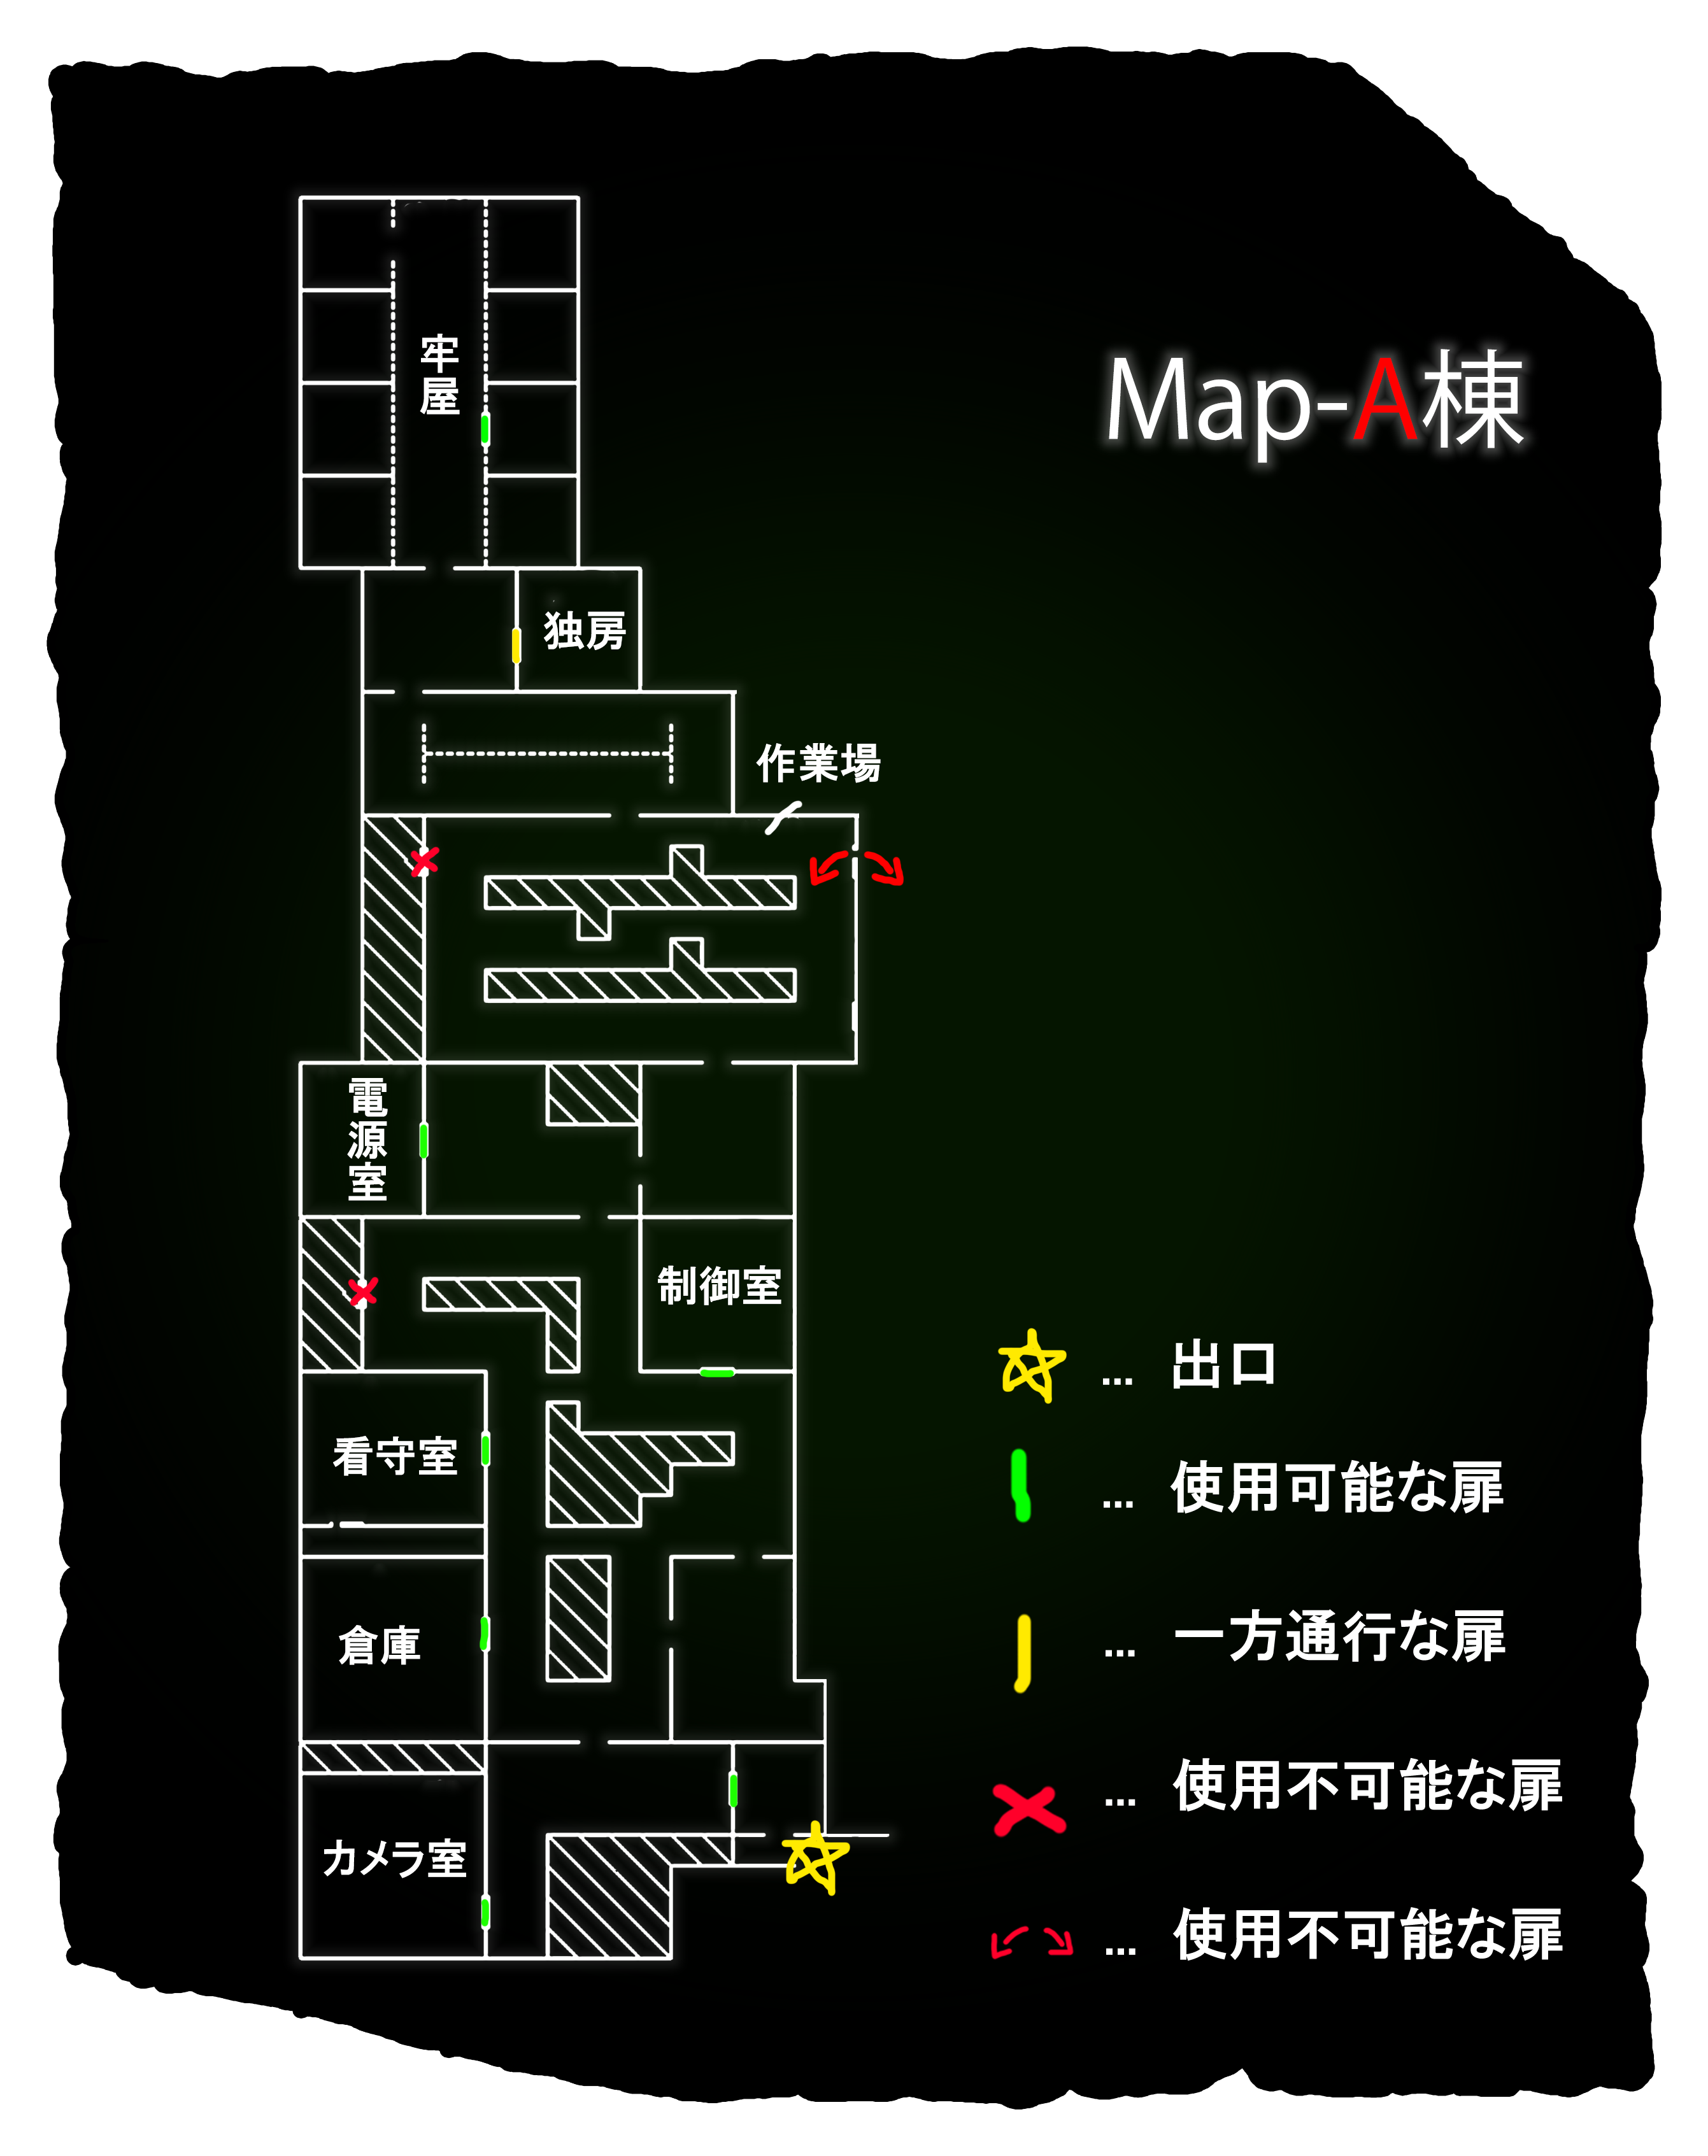 牢屋
Map-A棟
独房
作業場
電源室
制御室
... 出口
看守室
... 使用可能な扉
倉庫
... 一方通行な扉
... 使用不可能な扉
カメラ室
... 使用不可能な扉